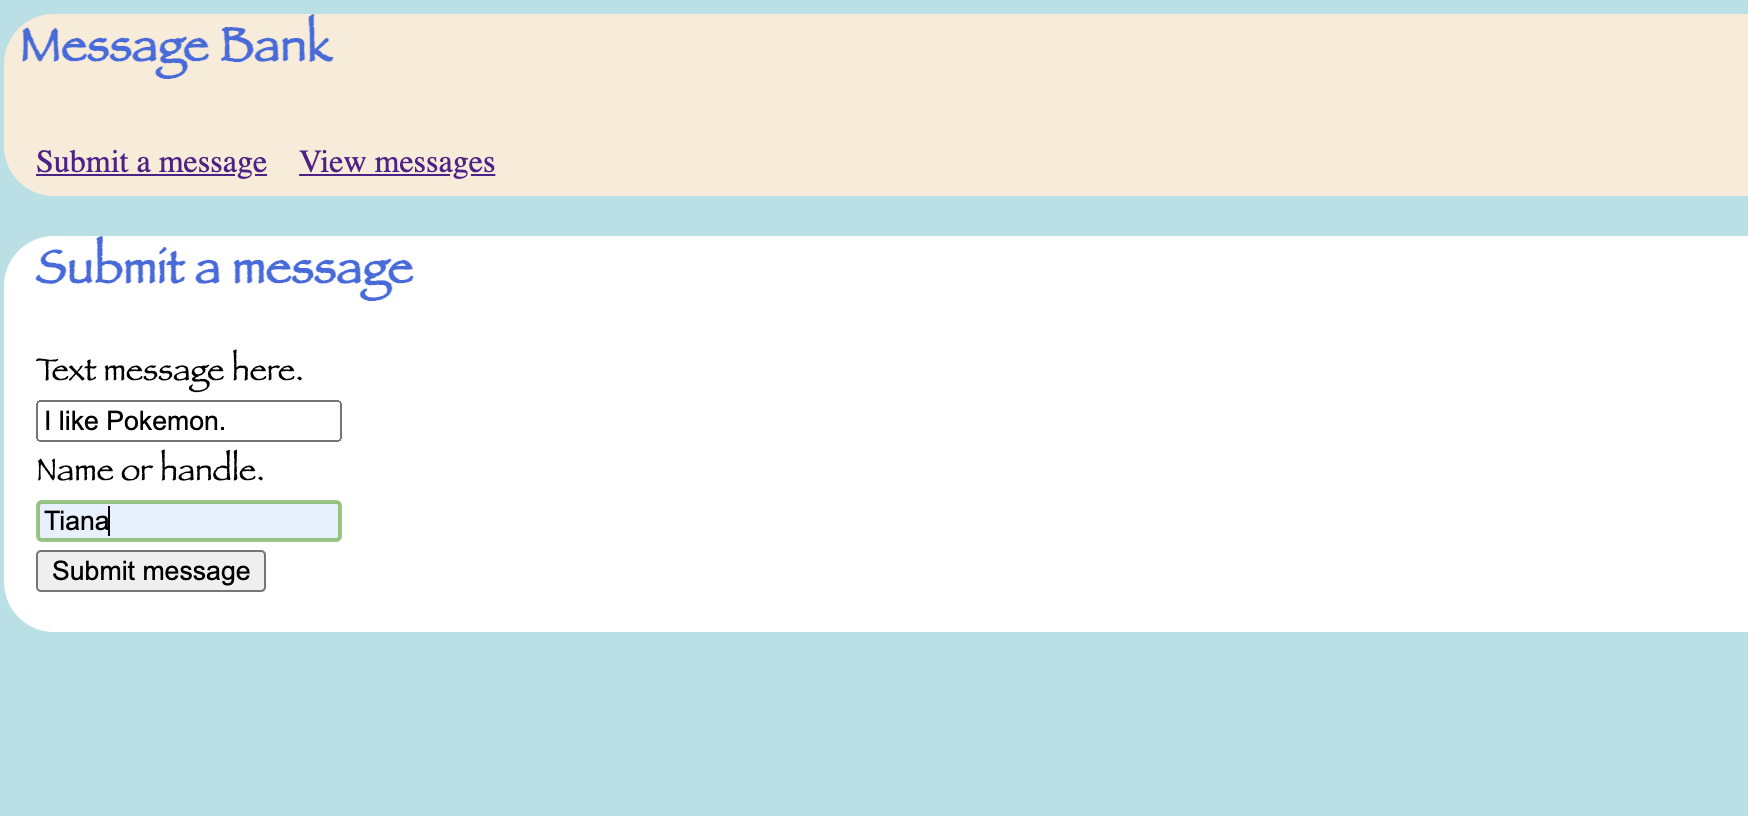 Message Bank
Submit a message View messages
Submit a message
Text message here.
I like Pokemon.
Name or handle.
Tiana
Submit message